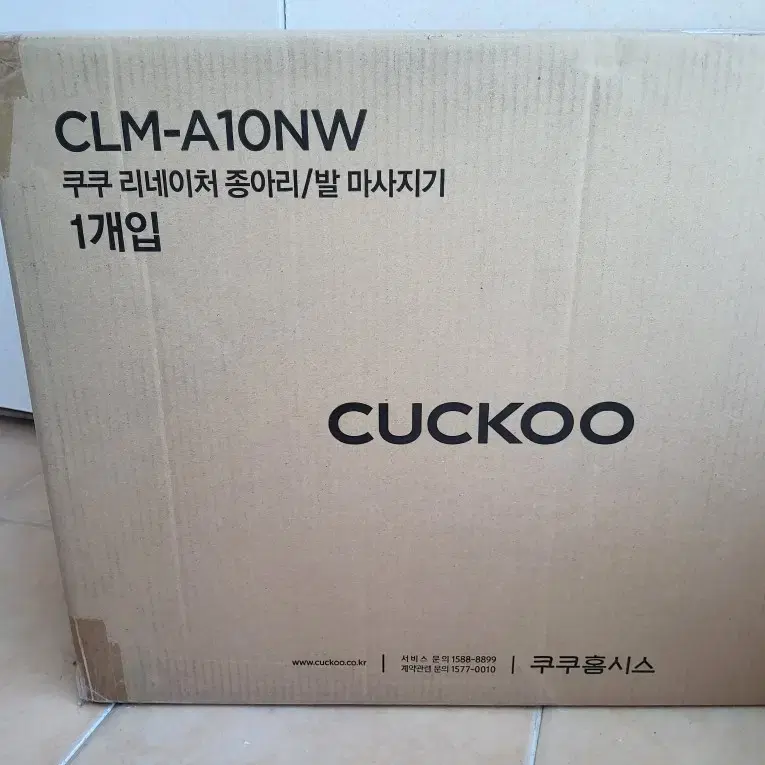 CLM-A10NW
쿠쿠 리네이처 종아리/발 마사지기
1개입
CUCKOO
www.cuckoo.co.kr | 서비스 문의 1588-8899
계약관련 문의 1577-0010 | 쿠쿠홈시스